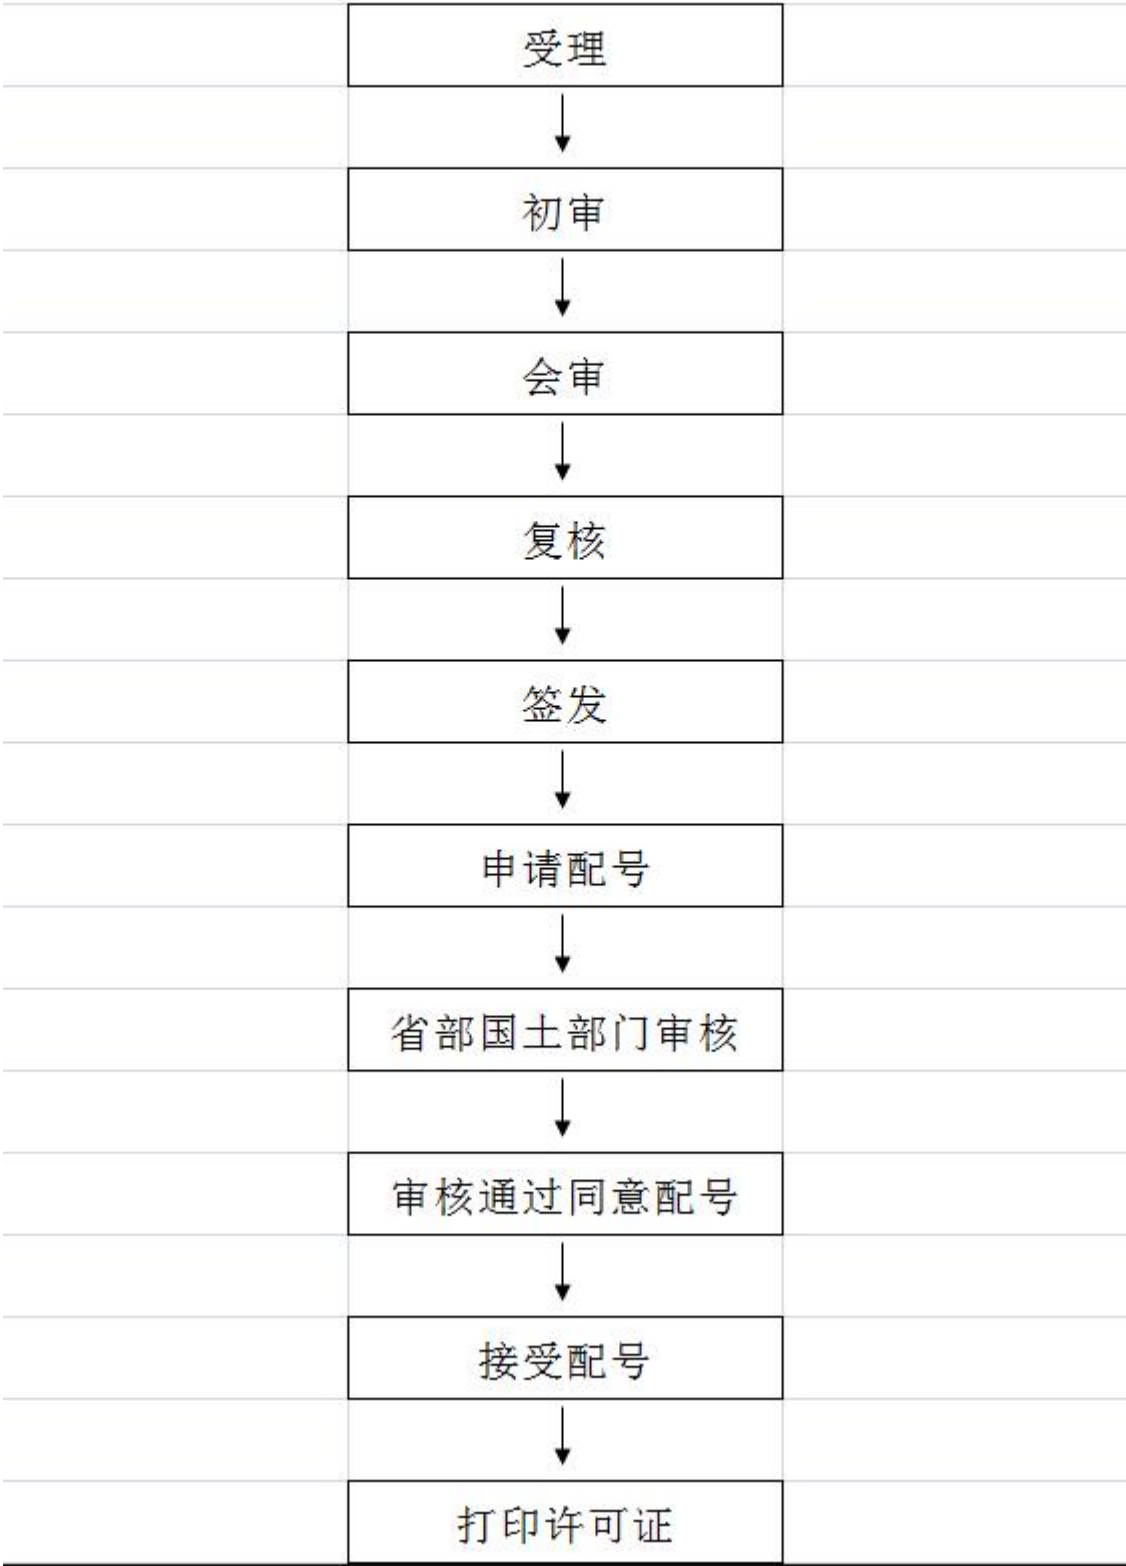 受理
初审
会审
复核
签发
申请配号
省部国土部门审核
审核通过同意配号
接受配号
打印许可证